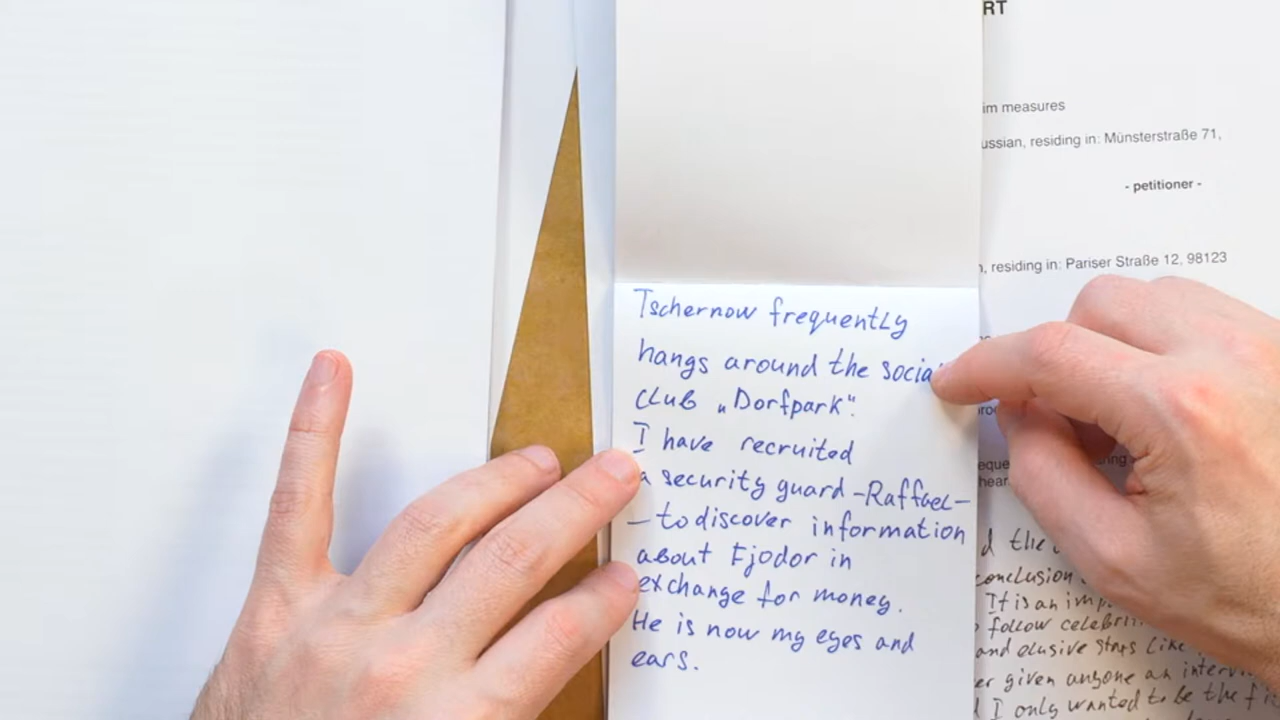 RT
im measures
ussian, residing in: Münsterstraße 71,
- petitioner -
, residing in: Pariser Straße 12, 98123
Tschernow frequently
hangs around the social
club „Dorfpark“.
I have recruited
a security guard -Raffael-
- to discover information
about Fjodor in
exchange for money.
He is now my eyes and
ears.
the
conclusion
It is an imp
follow celebri
and elusive stars like
er given anyone an interv
I only wanted to be the fi